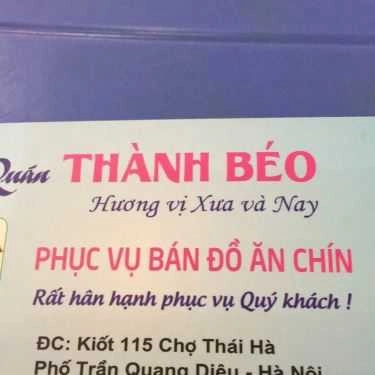 Quán THÀNH BÉO
Hương vị Xưa và Nay
PHỤC VỤ BÁN ĐỒ ĂN CHÍN
Rất hân hạnh phục vụ Quý khách !
ĐC: Kiốt 115 Chợ Thái Hà
Phố Trần Quang Diệu - Hà Nội